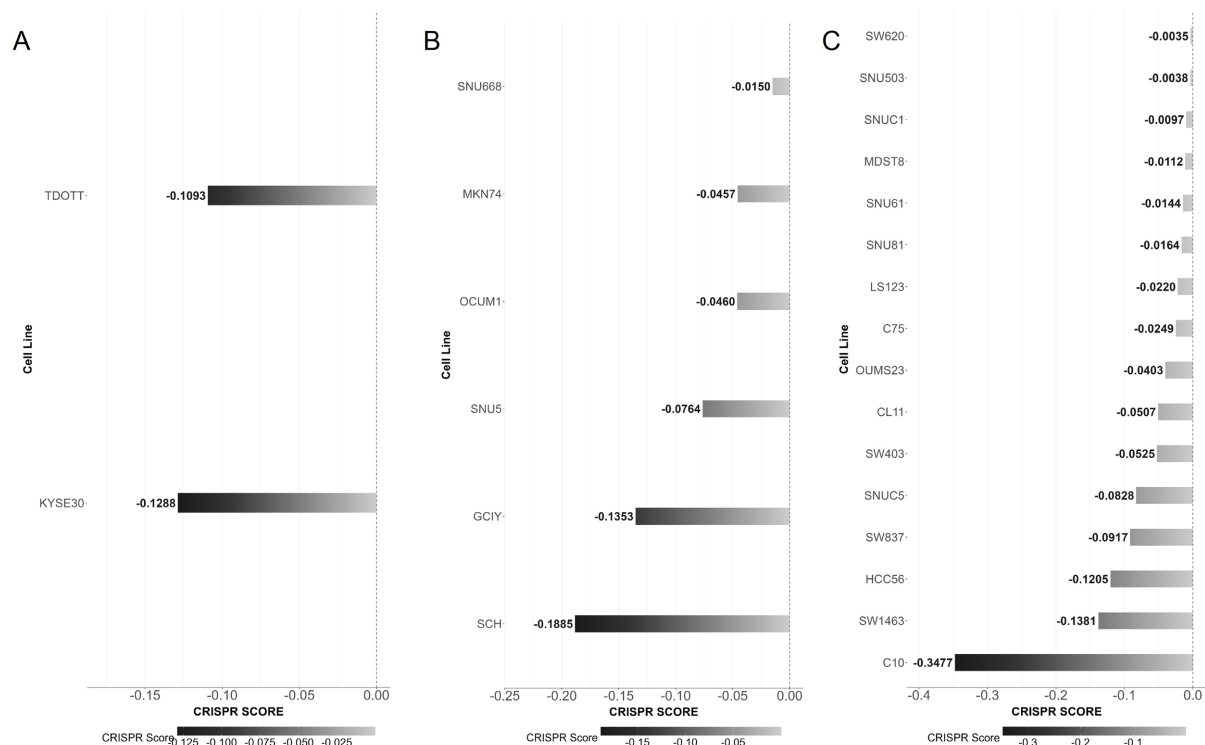 A
TDOTT
-0.1093
Cell Line
KYSE30
-0.1288
-0.15
-0.10
-0.05
0.00
CRISPR SCORE
CRISPR Score
-0.125 -0.100 -0.075 -0.050 -0.025
B
SNU668
-0.0150
MKN74
-0.0457
OCUM1
-0.0460
Cell Line
SNU5
-0.0764
GCIY
-0.1353
SCH
-0.1885
-0.25
-0.20
-0.15
-0.10
-0.05
0.00
CRISPR SCORE
CRISPR Score
-0.15 -0.10 -0.05
C
SW620
-0.0035
SNU503
-0.0038
SNUC1
-0.0097
MDST8
-0.0112
SNU61
-0.0144
SNU81
-0.0164
LS123
-0.0220
C75
-0.0249
Cell Line
OUMS23
-0.0403
CL11
-0.0507
SW403
-0.0525
SNUC5
-0.0828
SW837
-0.0917
HCC56
-0.1205
SW1463
-0.1381
C10
-0.3477
-0.4
-0.3
-0.2
-0.1
0.0
CRISPR SCORE
CRISPR Score
-0.3 -0.2 -0.1